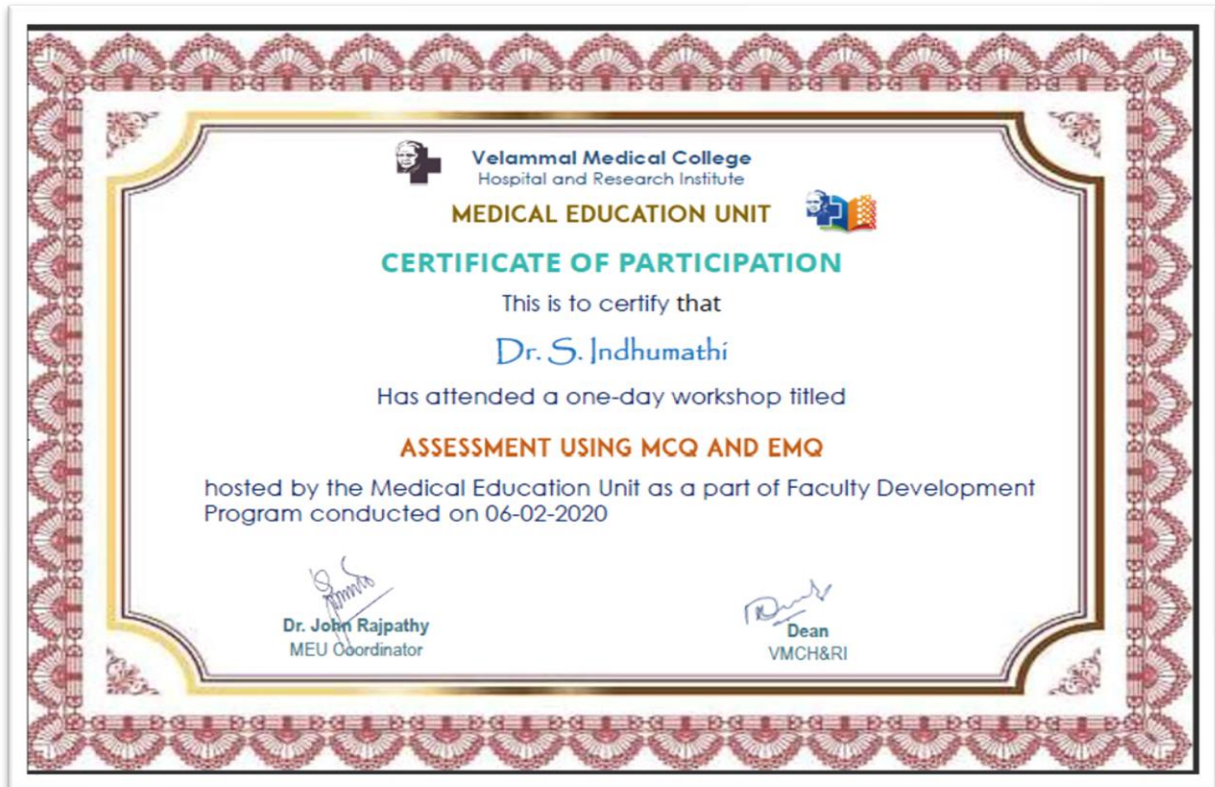 Velammal Medical College
Hospital and Research Institute
MEDICAL EDUCATION UNIT
CERTIFICATE OF PARTICIPATION
This is to certify that
Dr. S. Indhumathi
Has attended a one-day workshop titled
ASSESSMENT USING MCQ AND EMQ
hosted by the Medical Education Unit as a part of Faculty Development
Program conducted on 06-02-2020
Dr. John Rajpathy
MEU Coordinator
Dean
VMCH&RI